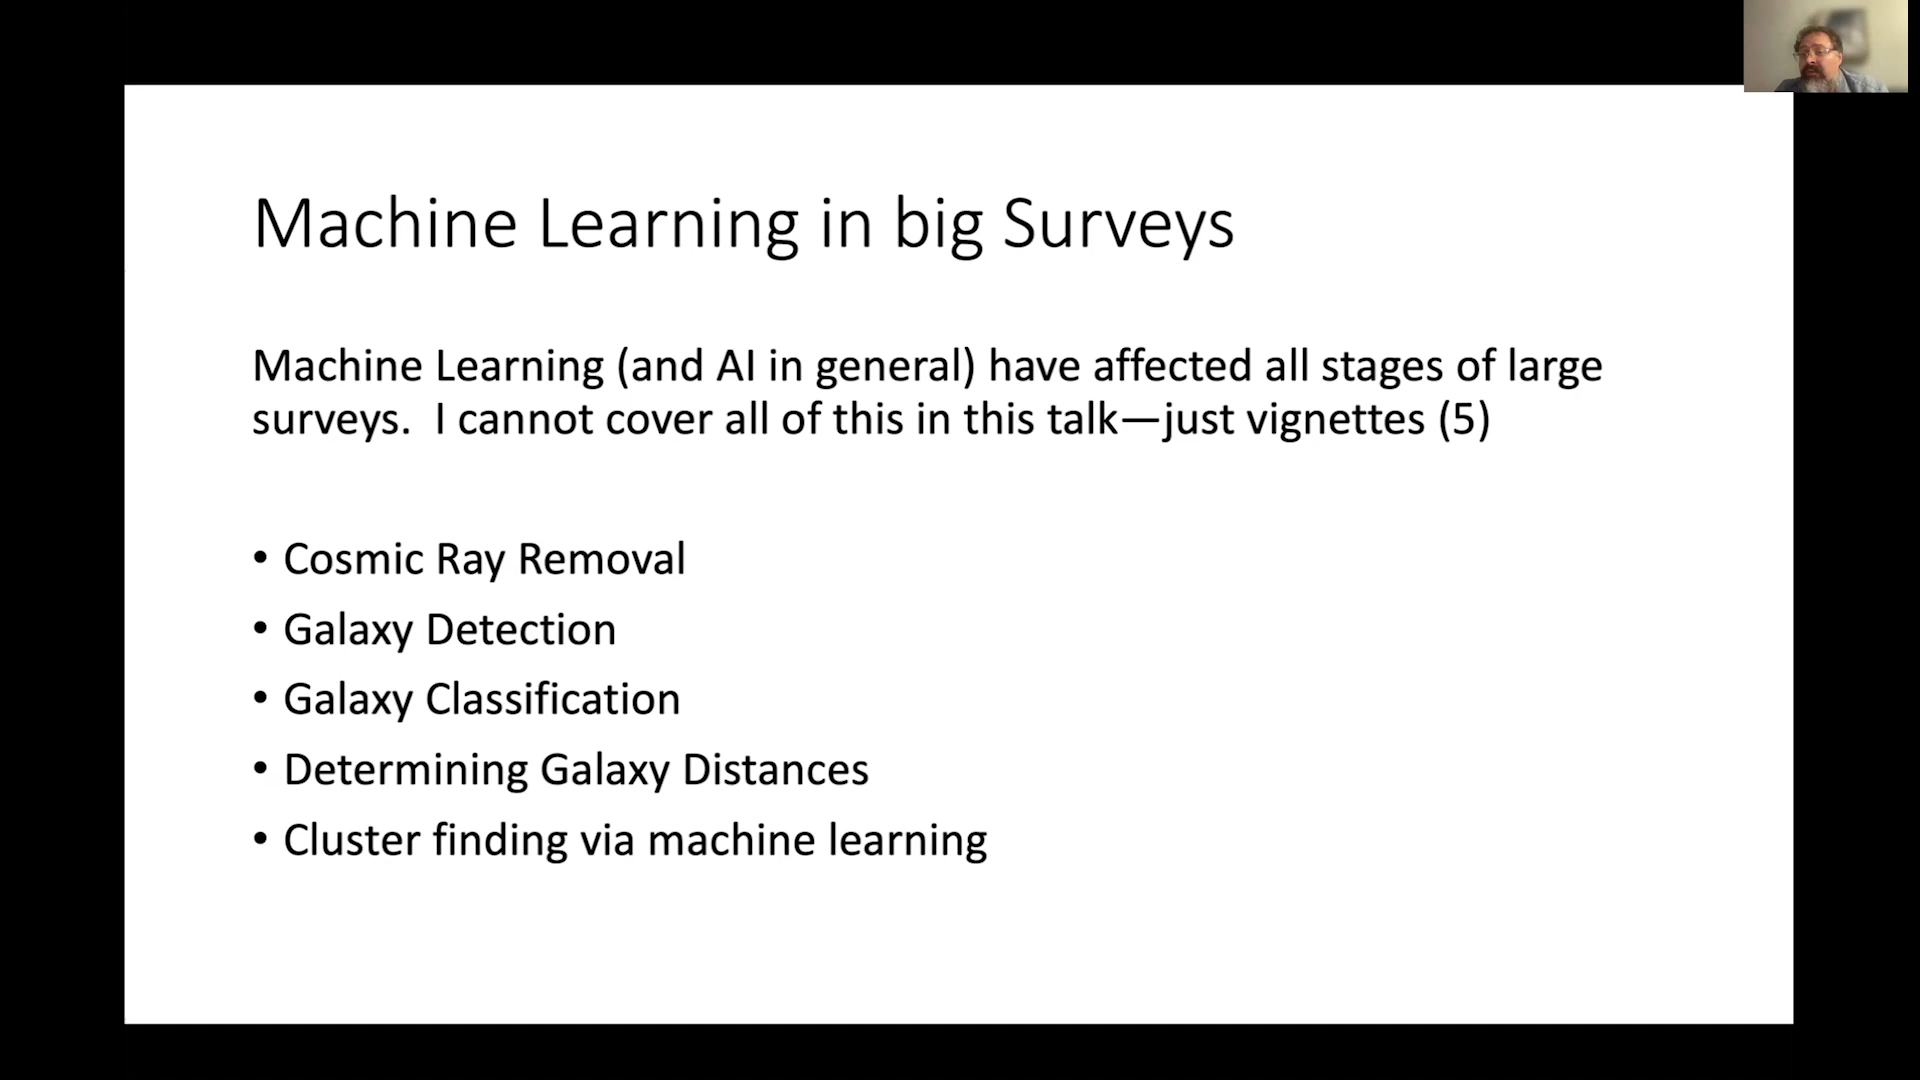 Machine Learning in big Surveys
Machine Learning (and AI in general) have affected all stages of large
surveys.  I cannot cover all of this in this talk—just vignettes (5)
• Cosmic Ray Removal
• Galaxy Detection
• Galaxy Classification
• Determining Galaxy Distances
• Cluster finding via machine learning